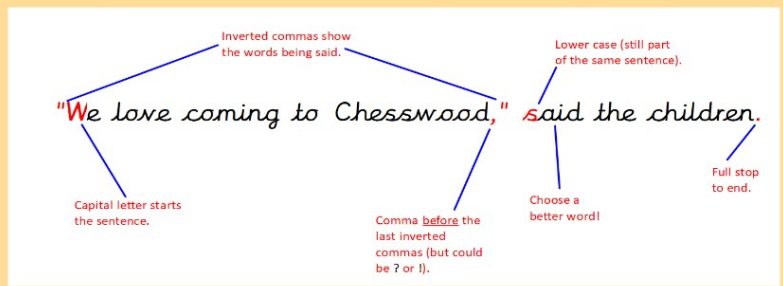 Inverted commas show
the words being said.
Lower case (still part
of the same sentence).
"We love coming to Chesswood," said the children.
Capital letter starts
the sentence.
Comma before the
last inverted
commas (but could
be ? or !).
Choose a
better word!
Full stop
to end.